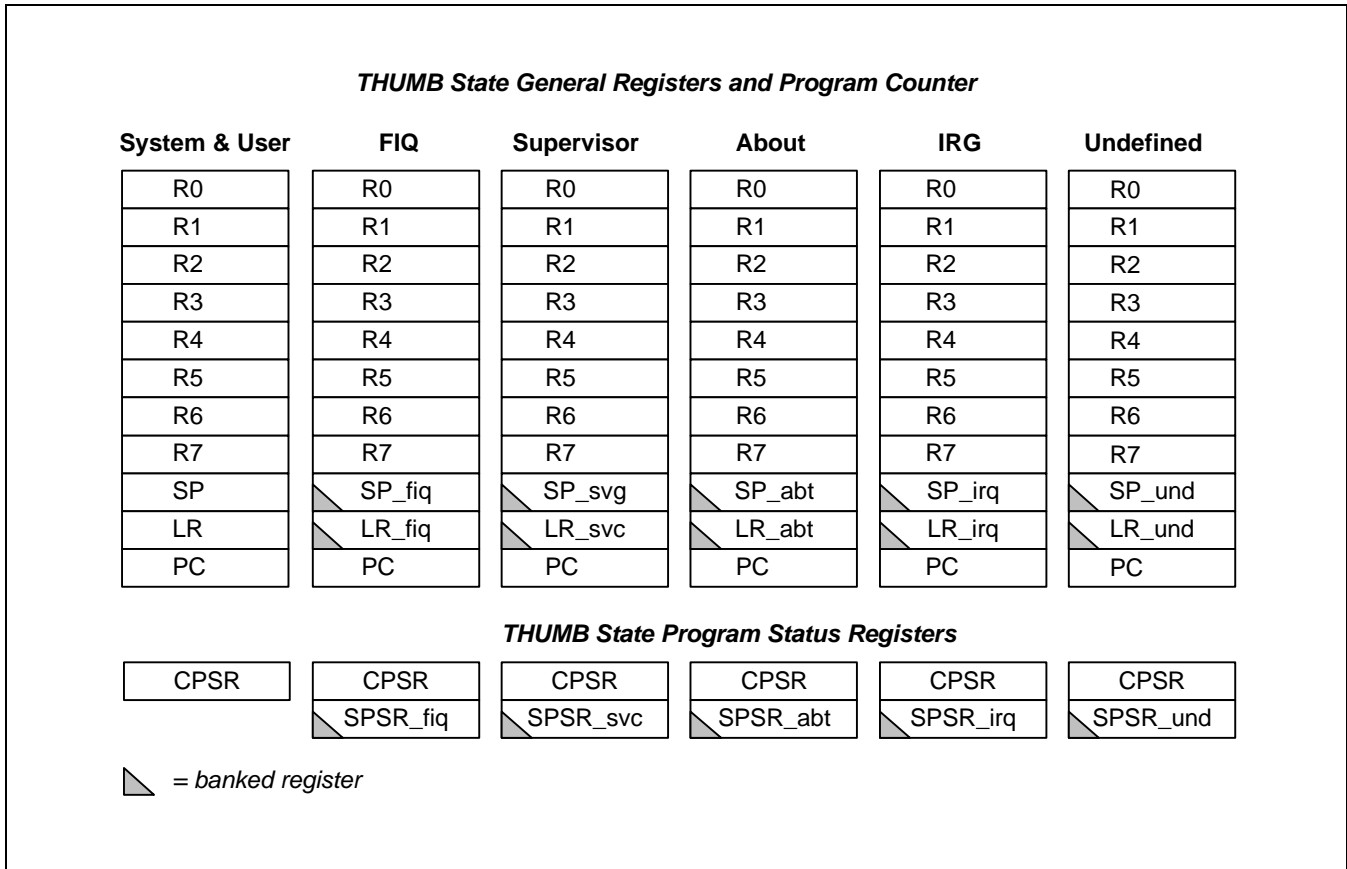 THUMB State General Registers and Program Counter
System & User FIQ Supervisor About IRG Undefined
R0 R0 R0 R0 R0 R0
R1 R1 R1 R1 R1 R1
R2 R2 R2 R2 R2 R2
R3 R3 R3 R3 R3 R3
R4 R4 R4 R4 R4 R4
R5 R5 R5 R5 R5 R5
R6 R6 R6 R6 R6 R6
R7 R7 R7 R7 R7 R7
SP SP_fiq SP_svg SP_abt SP_irq SP_und
LR LR_fiq LR_svc LR_abt LR_irq LR_und
PC PC PC PC PC PC
THUMB State Program Status Registers
CPSR CPSR CPSR CPSR CPSR CPSR
SPSR_fiq SPSR_svc SPSR_abt SPSR_irq SPSR_und
= banked register